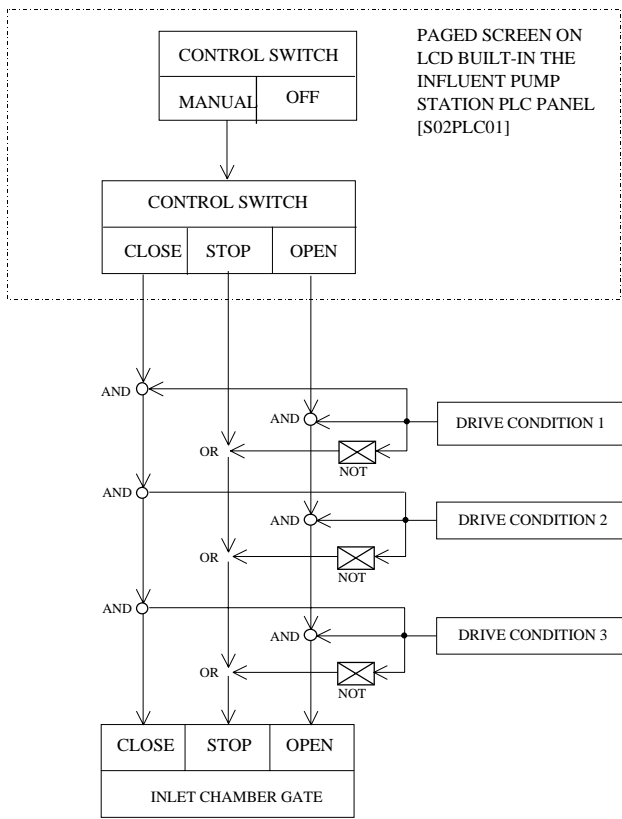 CONTROL SWITCH
MANUAL OFF
PAGED SCREEN ON
LCD BUILT-IN THE
INFLUENT PUMP
STATION PLC PANEL
[S02PLC01]
CONTROL SWITCH
CLOSE STOP OPEN
AND
AND
DRIVE CONDITION 1
OR
NOT
AND
AND
DRIVE CONDITION 2
OR
NOT
AND
AND
DRIVE CONDITION 3
OR
NOT
CLOSE STOP OPEN
INLET CHAMBER GATE